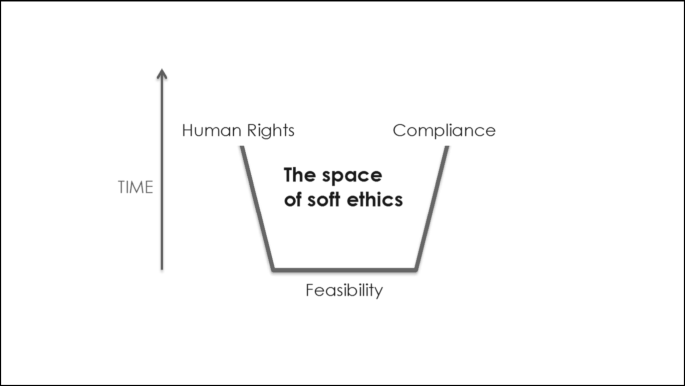 Human Rights
Compliance
The space
of soft ethics
TIME
Feasibility